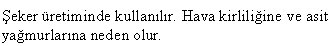 Şeker üretiminde kullanılır. Hava kirliliğine ve asit
yağmurlarına neden olur.